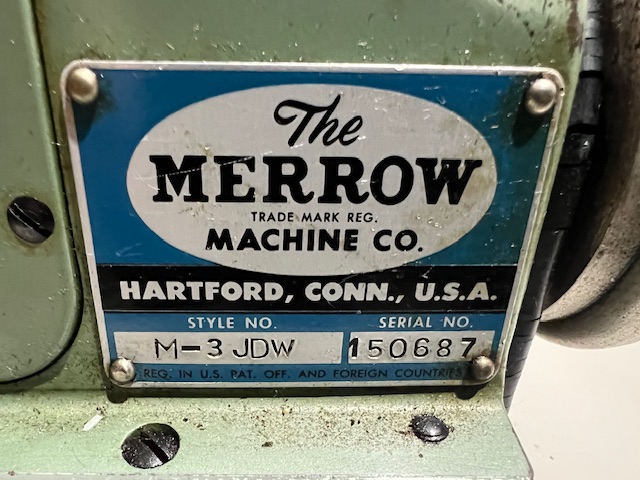 The
MERROW
TRADE MARK REG.
MACHINE CO.
HARTFORD, CONN., U.S.A.
STYLE NO. SERIAL NO.
M-3 JDW 150687
REG. IN U.S. PAT. OFF. AND FOREIGN COUNTRIES